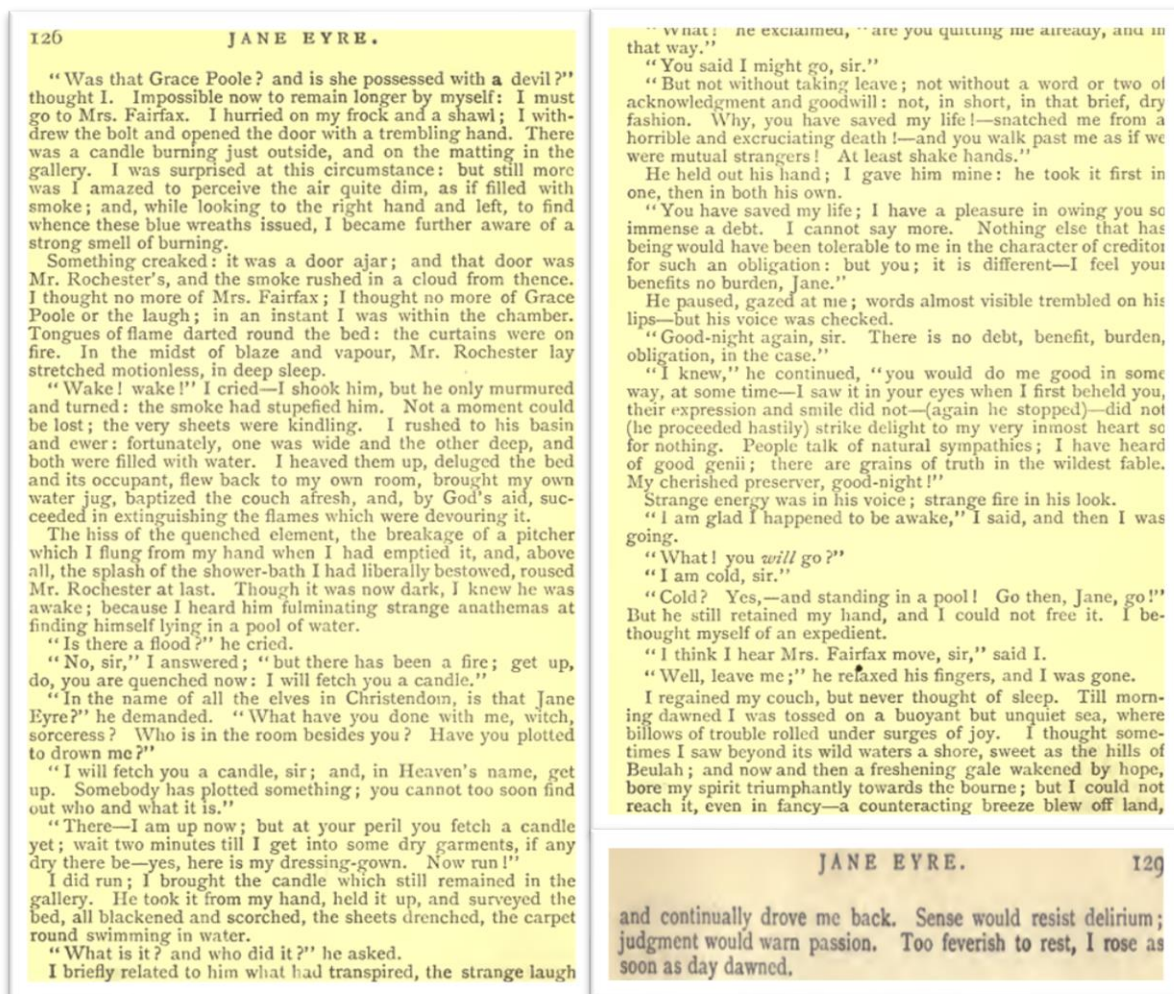 126 JANE EYRE.
“Was that Grace Poole? and is she possessed with a devil?”
thought I. Impossible now to remain longer by myself: I must
go to Mrs. Fairfax. I hurried on my frock and a shawl; I with-
drew the bolt and opened the door with a trembling hand. There
was a candle burning just outside, and on the matting in the
gallery. I was surprised at this circumstance: but still more
was I amazed to perceive the air quite dim, as if filled with
smoke; and, while looking to the right hand and left, to find
whence these blue wreaths issued, I became further aware of a
strong smell of burning.
Something creaked: it was a door ajar; and that door was
Mr. Rochester's, and the smoke rushed in a cloud from thence.
I thought no more of Mrs. Fairfax; I thought no more of Grace
Poole or the laugh; in an instant I was within the chamber.
Tongues of flame darted round the bed: the curtains were on
fire. In the midst of blaze and vapour, Mr. Rochester lay
stretched motionless, in deep sleep.
“Wake! wake!” I cried—I shook him, but he only murmured
and turned: the smoke had stupefied him. Not a moment could
be lost; the very sheets were kindling. I rushed to his basin
and ewer: fortunately, one was wide and the other deep, and
both were filled with water. I heaved them up, deluged the bed
and its occupant, flew back to my own room, brought my own
water jug, baptized the couch afresh, and, by God's aid, suc-
ceeded in extinguishing the flames which were devouring it.
The hiss of the quenched element, the breakage of a pitcher
which I flung from my hand when I had emptied it, and, above
all, the splash of the shower-bath I had liberally bestowed, roused
Mr. Rochester at last. Though it was now dark, I knew he was
awake; because I heard him fulminating strange anathemas at
finding himself lying in a pool of water.
“Is there a flood?” he cried.
“No, sir,” I answered; “but there has been a fire; get up,
do, you are quenched now: I will fetch you a candle.”
“In the name of all the elves in Christendom, is that Jane
Eyre?” he demanded. “What have you done with me, witch,
sorceress? Who is in the room besides you? Have you plotted
to drown me?”
“I will fetch you a candle, sir; and, in Heaven's name, get
up. Somebody has plotted something; you cannot too soon find
out who and what it is.”
“There—I am up now; but at your peril you fetch a candle
yet; wait two minutes till I get into some dry garments, if any
dry there be—yes, here is my dressing-gown. Now run!”
I did run; I brought the candle which still remained in the
gallery. He took it from my hand, held it up, and surveyed the
bed, all blackened and scorched, the sheets drenched, the carpet
round swimming in water.
“What is it? and who did it?” he asked.
I briefly related to him what had transpired, the strange laugh
“What! he exclaimed, “are you quitting me already, and in
that way.”
“You said I might go, sir.”
“But not without taking leave; not without a word or two of
acknowledgment and goodwill: not, in short, in that brief, dry
fashion. Why, you have saved my life!—snatched me from a
horrible and excruciating death!—and you walk past me as if we
were mutual strangers! At least shake hands.”
He held out his hand; I gave him mine: he took it first in
one, then in both his own.
“You have saved my life; I have a pleasure in owing you so
immense a debt. I cannot say more. Nothing else that has
being would have been tolerable to me in the character of creditor
for such an obligation: but you; it is different—I feel your
benefits no burden, Jane.”
He paused, gazed at me; words almost visible trembled on his
lips—but his voice was checked.
“Good-night again, sir. There is no debt, benefit, burden,
obligation, in the case.”
“I knew,” he continued, “you would do me good in some
way, at some time—I saw it in your eyes when I first beheld you,
their expression and smile did not—(again he stopped)—did not
(he proceeded hastily) strike delight to my very inmost heart so
for nothing. People talk of natural sympathies; I have heard
of good genii; there are grains of truth in the wildest fable.
My cherished preserver, good-night!”
Strange energy was in his voice; strange fire in his look.
“I am glad I happened to be awake,” I said, and then I was
going.
“What! you will go?”
“I am cold, sir.”
“Cold? Yes,—and standing in a pool! Go then, Jane, go!”
But he still retained my hand, and I could not free it. I be-
thought myself of an expedient.
“I think I hear Mrs. Fairfax move, sir,” said I.
“Well, leave me;” he relaxed his fingers, and I was gone.
I regained my couch, but never thought of sleep. Till morn-
ing dawned I was tossed on a buoyant but unquiet sea, where
billows of trouble rolled under surges of joy. I thought some-
times I saw beyond its wild waters a shore, sweet as the hills of
Beulah; and now and then a freshening gale wakened by hope,
bore my spirit triumphantly towards the bourne; but I could not
reach it, even in fancy—a counteracting breeze blew off land,
JANE EYRE. 129
and continually drove me back. Sense would resist delirium;
judgment would warn passion. Too feverish to rest, I rose as
soon as day dawned.